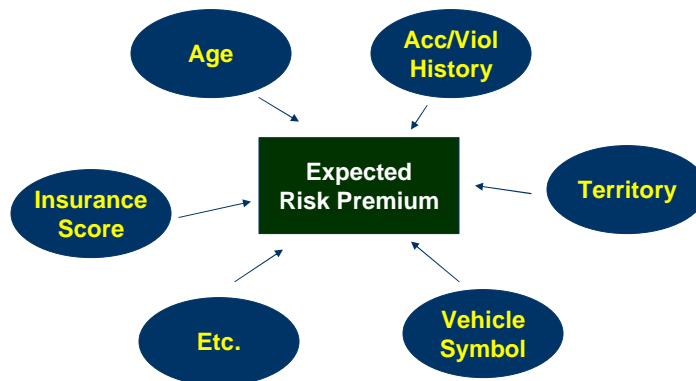 Age
Acc/Viol
History
Expected
Risk Premium
Insurance
Score
Territory
Etc.
Vehicle
Symbol